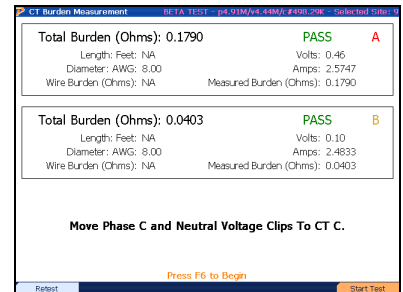 CT Burden Measurement BETA TEST - p4.91M/v4.44M/c#498.29K - Selected Site: 9
Total Burden (Ohms): 0.1790 PASS A
Length: Feet: NA Volts: 0.46
Diameter: AWG: 8.00 Amps: 2.5747
Wire Burden (Ohms): NA Measured Burden (Ohms): 0.1790
Total Burden (Ohms): 0.0403 PASS B
Length: Feet: NA Volts: 0.10
Diameter: AWG: 8.00 Amps: 2.4833
Wire Burden (Ohms): NA Measured Burden (Ohms): 0.0403
Move Phase C and Neutral Voltage Clips To CT C.
Press F6 to Begin
Retest Start Test